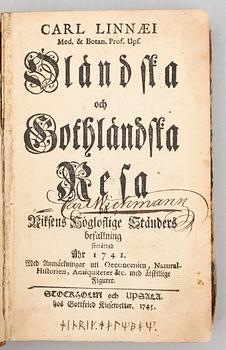 CARL LINNÆI
Med. & Botan. Prof. Ups.
Öländska
och
Gothländska
Resa
Carl Wichmann
Riksens Högloflige Ständers
befallning
förrättad
Åhr 1741.
Med Anmärkningar uti Oeconomien, Natural-
Historien, Antiquiteter &c. med åtskillige
Figurer.
STOCKHOLM och UPSALA
hos Gottfried Kiesewetter. 1745.